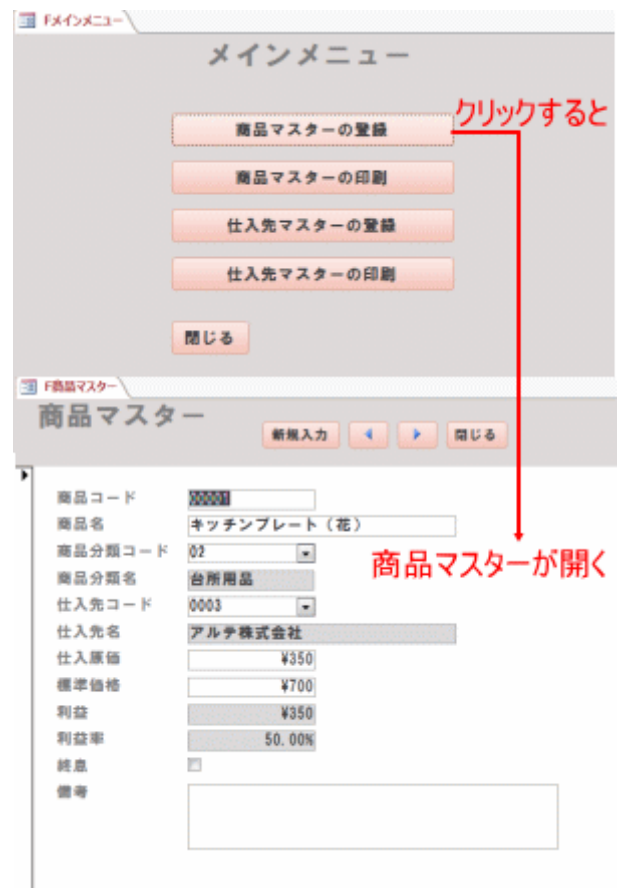 Fメインメニュー
メインメニュー
クリックすると
商品マスターの登録
商品マスターの印刷
仕入先マスターの登録
仕入先マスターの印刷
閉じる
F商品マスター
商品マスター
新規入力 閉じる
商品コード 00001
商品名 キッチンプレート（花）
商品分類コード 02
商品マスターが開く
商品分類名 台所用品
仕入先コード 0003
仕入先名 アルテ株式会社
仕入原価 ¥350
標準価格 ¥700
利益 ¥350
利益率 50.00%
終息
備考